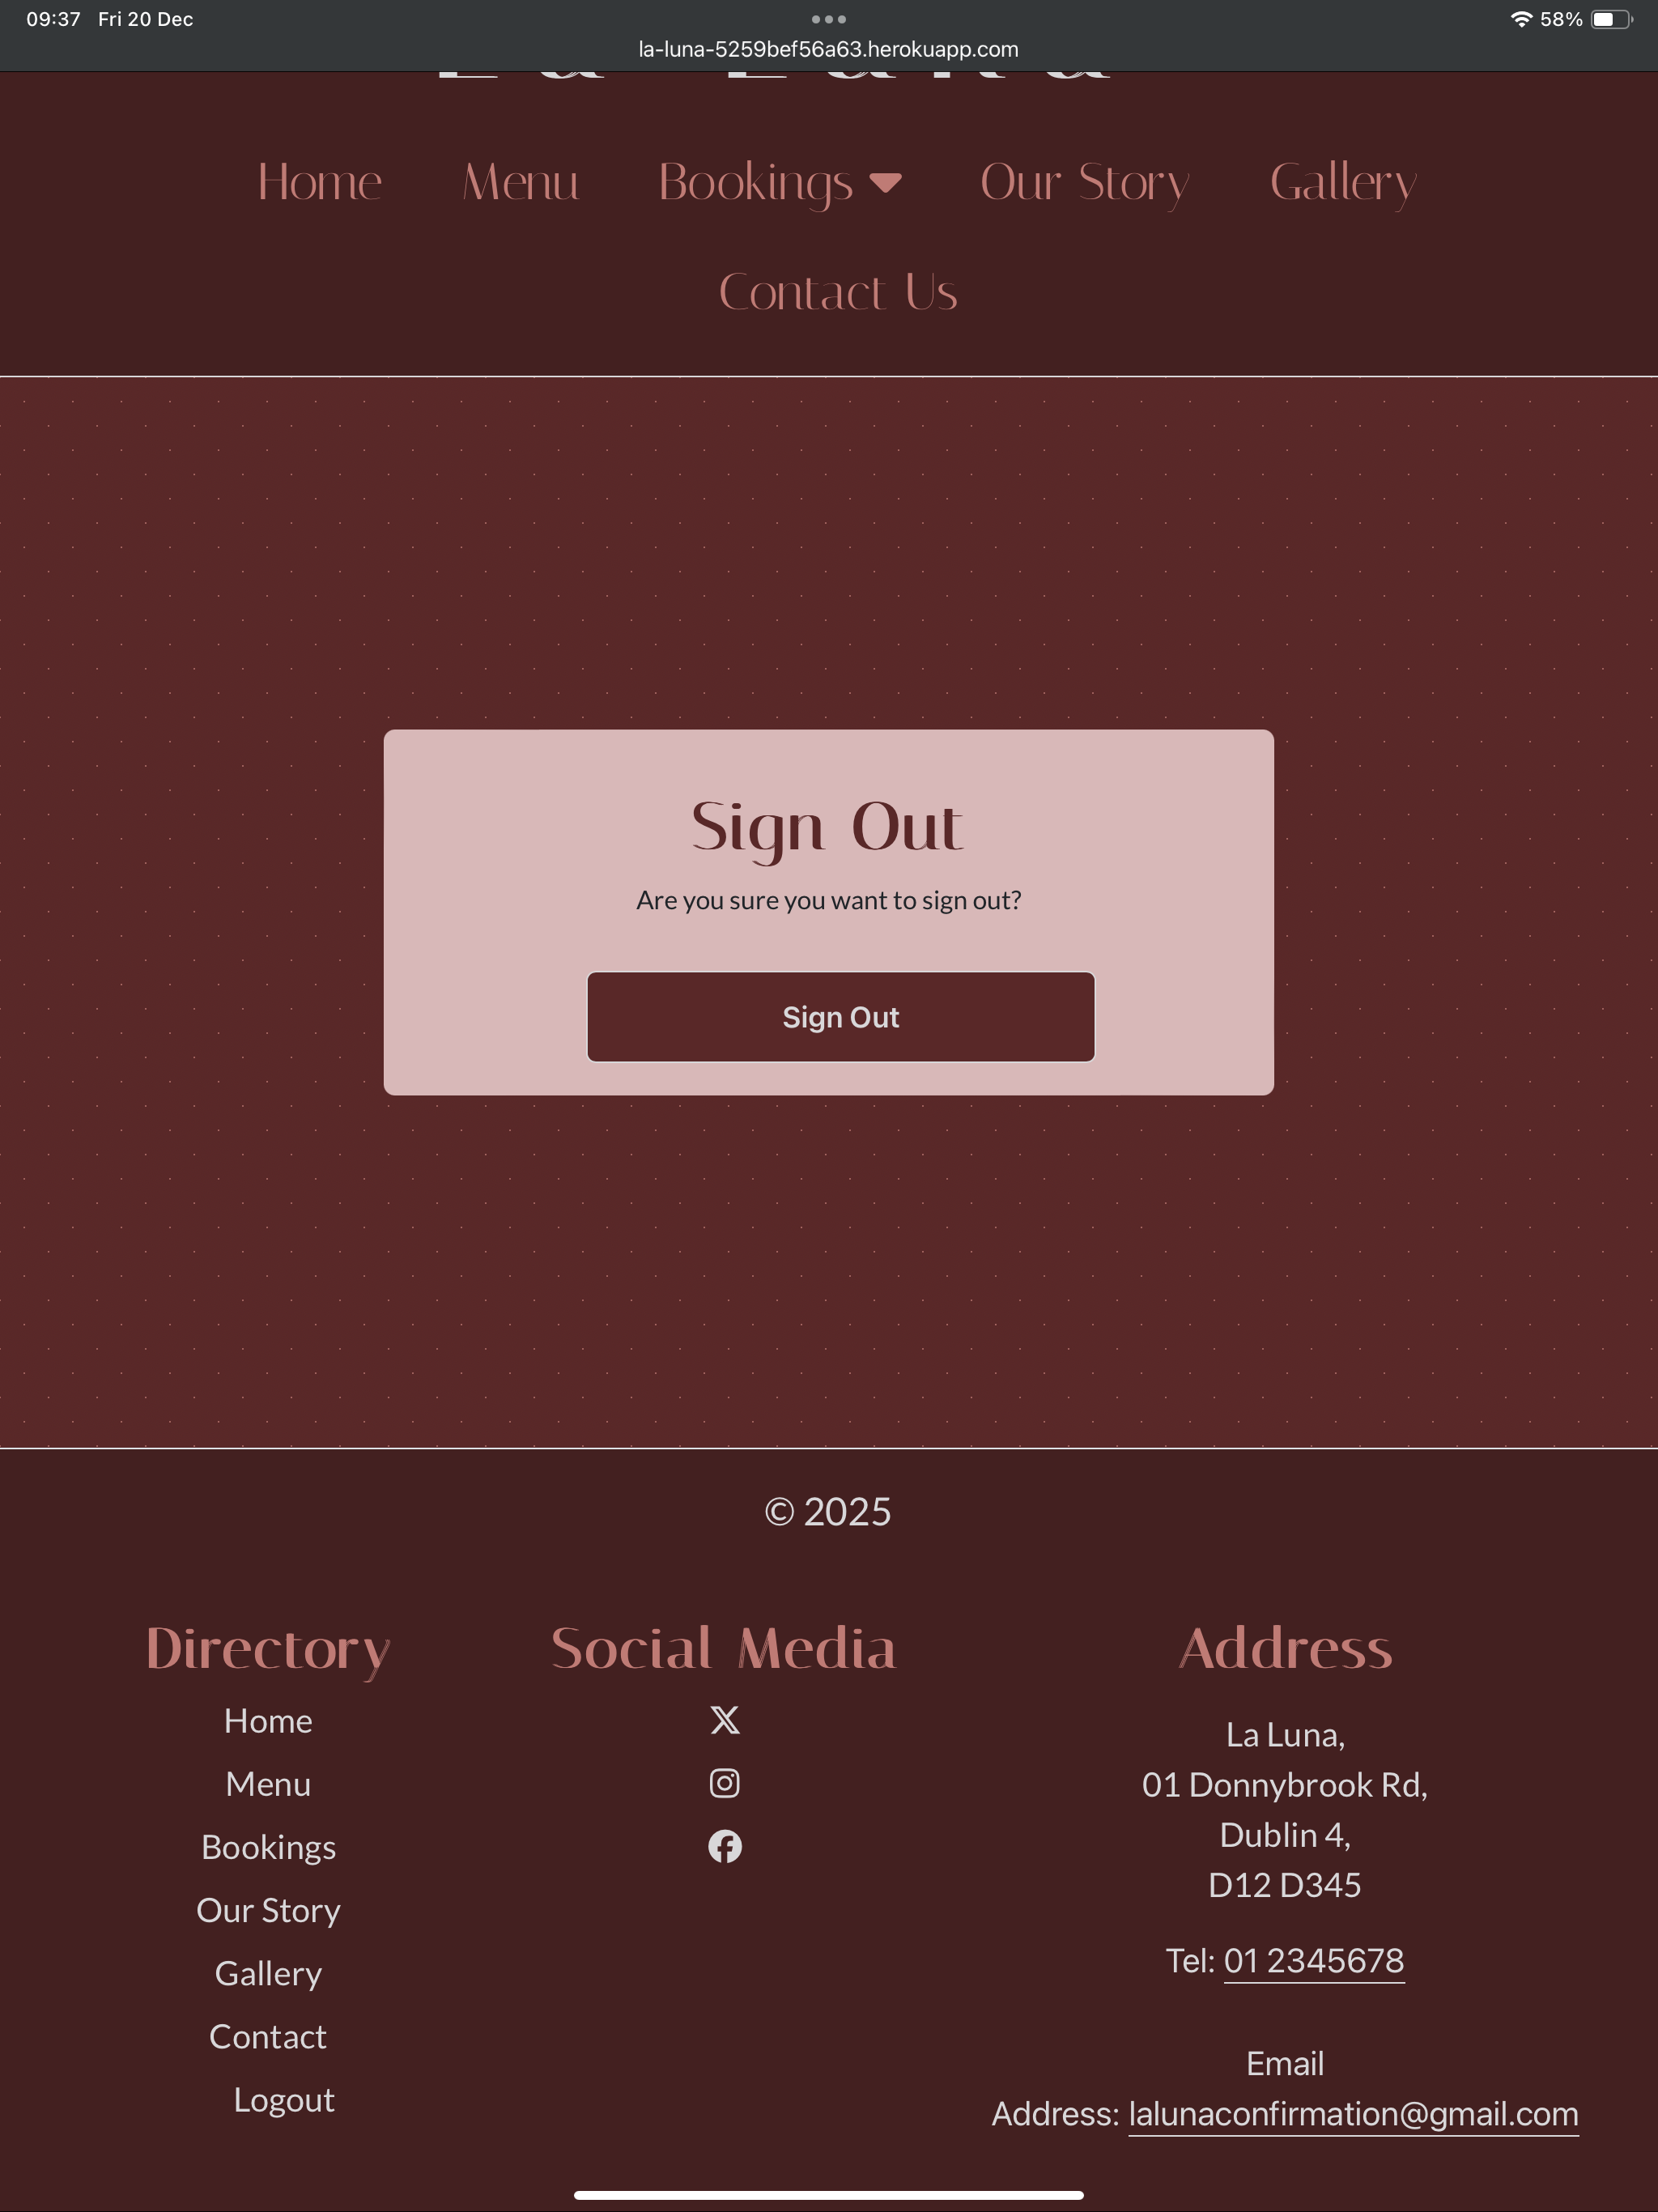 09:37 Fri 20 Dec
58%
la-luna-5259bef56a63.herokuapp.com
Home Menu Bookings Our Story Gallery
Contact Us
Sign Out
Are you sure you want to sign out?
Sign Out
© 2025
Directory
Home
Menu
Bookings
Our Story
Gallery
Contact
Logout
Social Media
Address
La Luna,
01 Donnybrook Rd,
Dublin 4,
D12 D345
Tel: 01 2345678
Email
Address: lalunaconfirmation@gmail.com